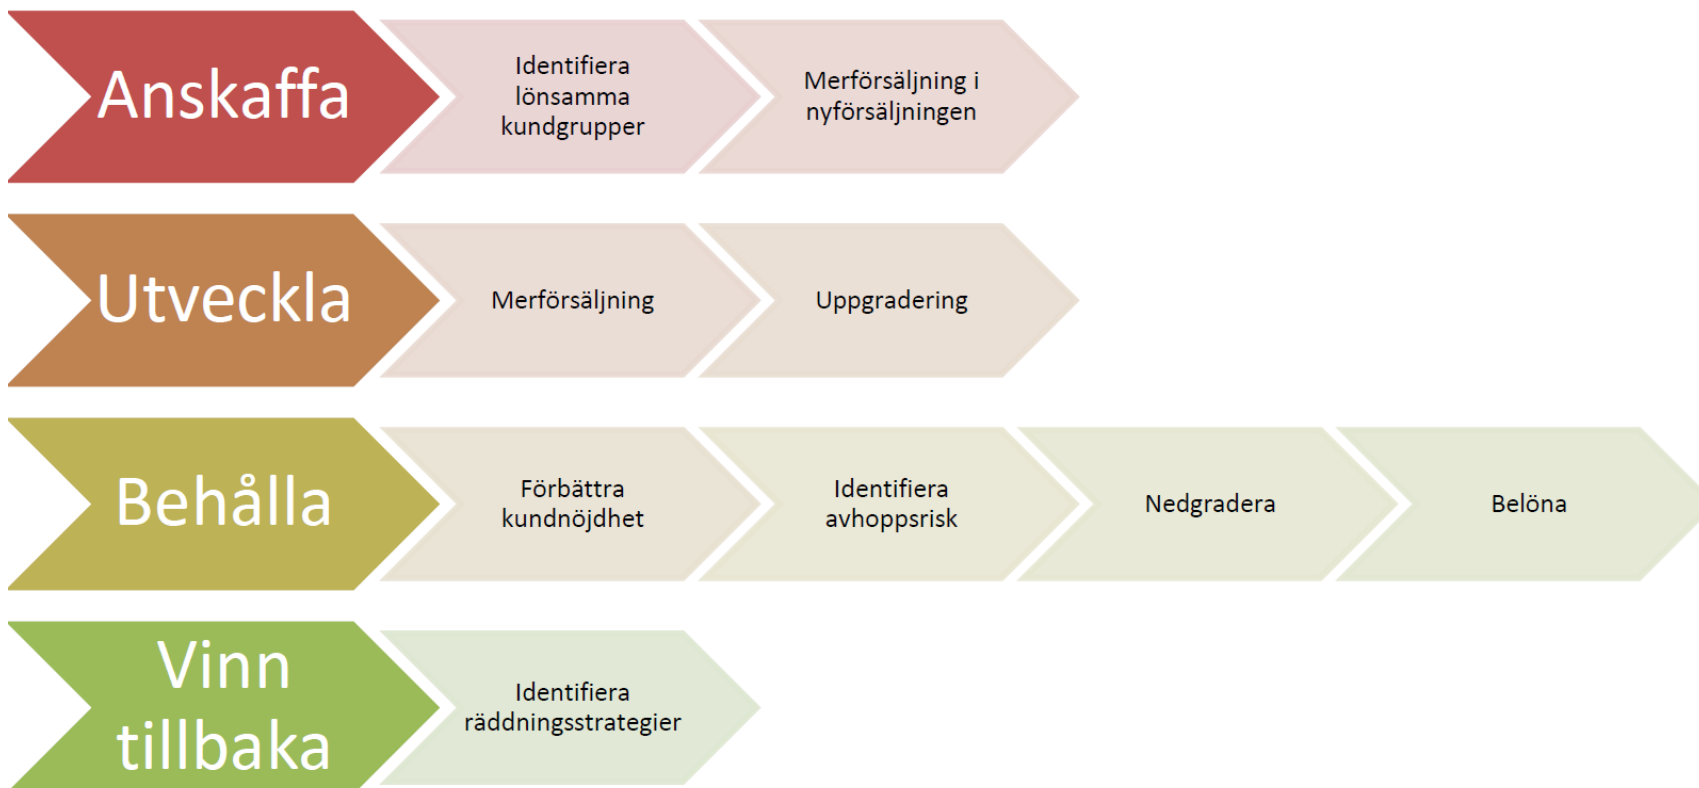 Anskaffa
Identifiera
lönsamma
kundgrupper
Merförsäljning i
nyförsäljningen
Utveckla
Merförsäljning
Uppgradering
Behålla
Förbättra
kundnöjdhet
Identifiera
avhoppsrisk
Nedgradera
Belöna
Vinn
tillbaka
Identifiera
räddningsstrategier